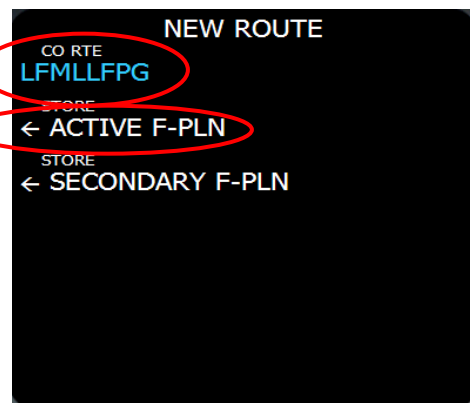 NEW ROUTE
CO RTE
LFMLLFPG
STORE
← ACTIVE F-PLN
STORE
← SECONDARY F-PLN